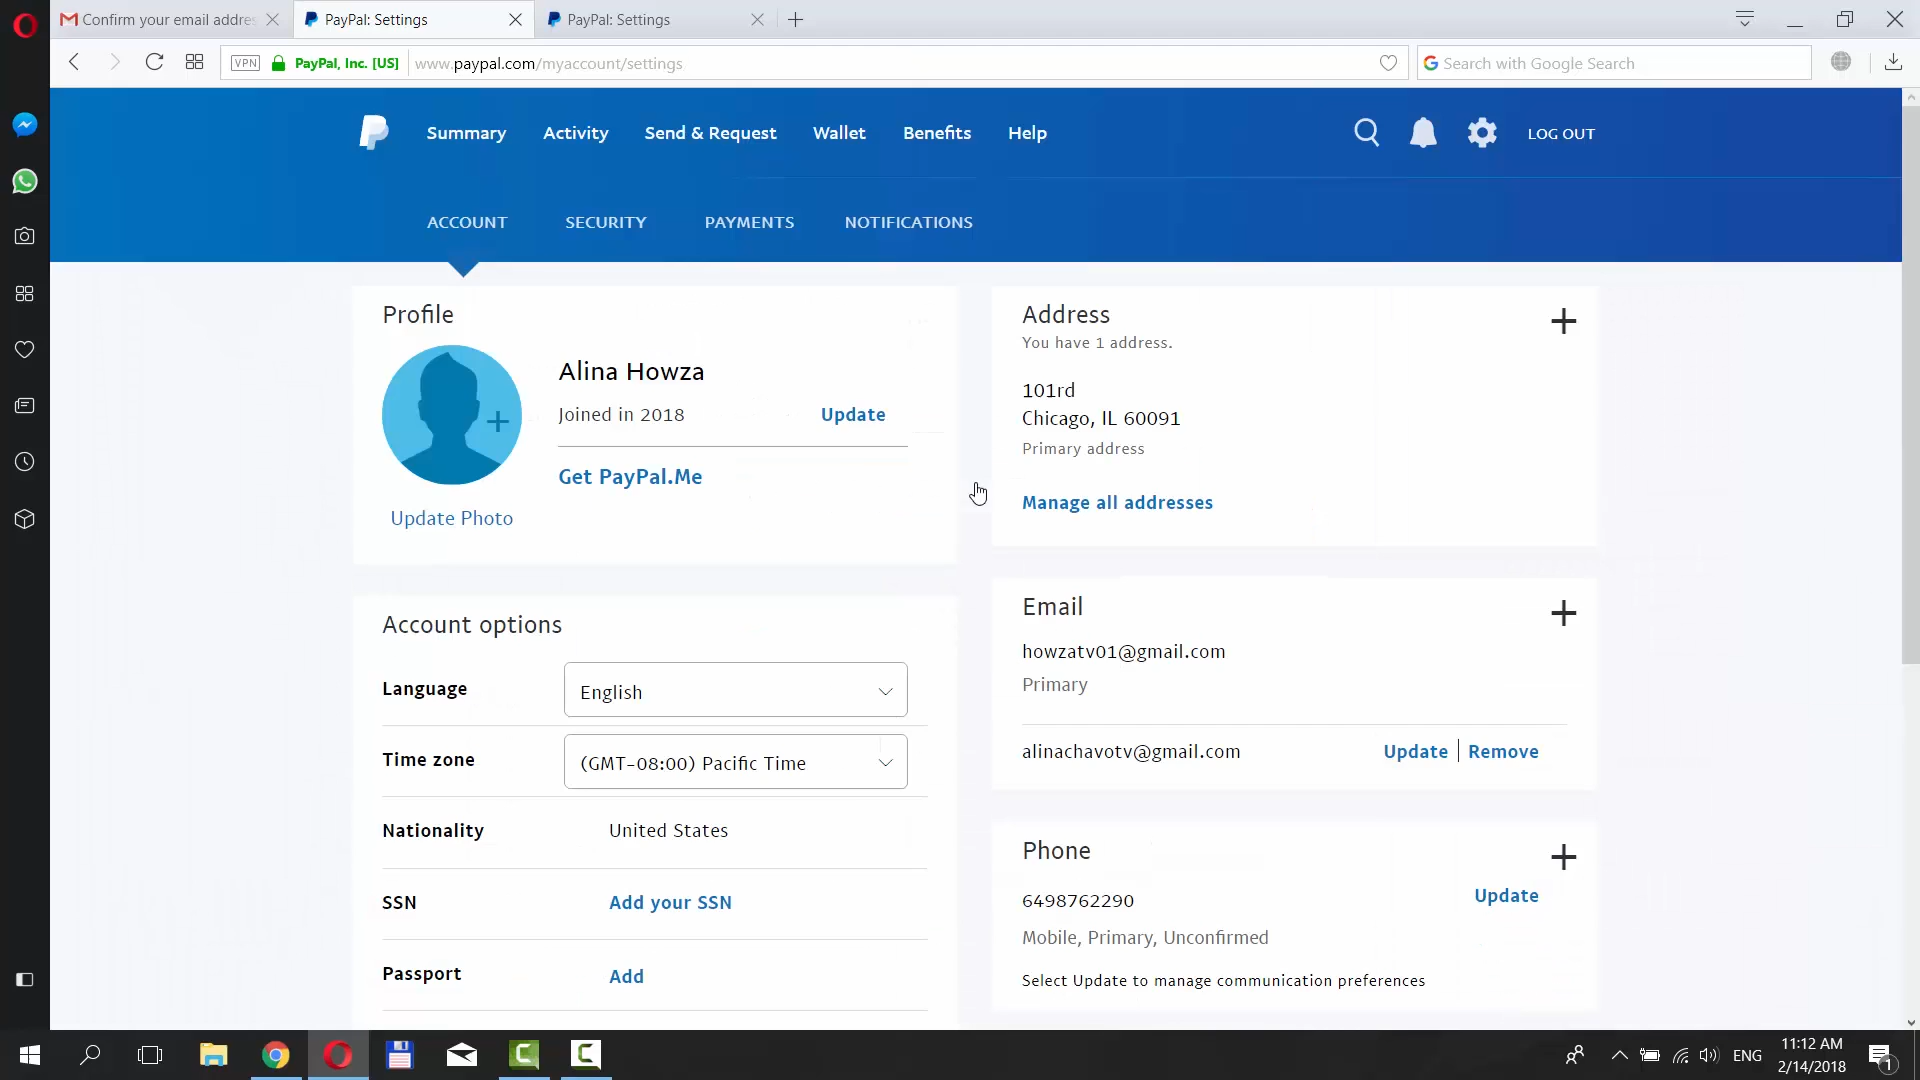 Confirm your email addre
PayPal: Settings
PayPal: Settings
VPN
PayPal, Inc. [US]
www.paypal.com/myaccount/settings
Search with Google Search
Summary
Activity
Send & Request
Wallet
Benefits
Help
LOG OUT
ACCOUNT
SECURITY
PAYMENTS
NOTIFICATIONS
Profile
Alina Howza
Joined in 2018
Update
Get PayPal.Me
Update Photo
Address
You have 1 address.
101rd
Chicago, IL 60091
Primary address
Manage all addresses
Account options
Language
English
Time zone
(GMT-08:00) Pacific Time
Nationality
United States
SSN
Add your SSN
Passport
Add
Email
howzatv01@gmail.com
Primary
alinachavotv@gmail.com
Update
Remove
Phone
6498762290
Update
Mobile, Primary, Unconfirmed
Select Update to manage communication preferences
ENG
11:12 AM
2/14/2018
1